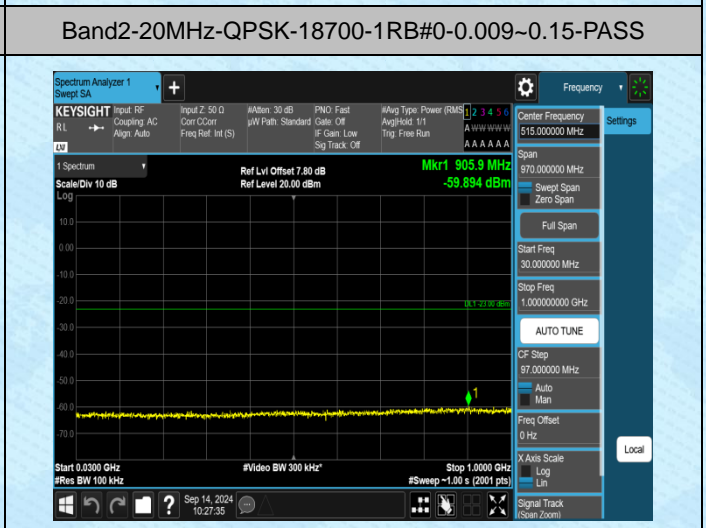 Band2-20MHz-QPSK-18700-1RB#0-0.009~0.15-PASS
Spectrum Analyzer 1
Swept SA
Frequency
KEYSIGHT
RL
LXI
Input: RF
Coupling: AC
Align: Auto
Input Z: 50 Ω
Corr CCorr
Freq Ref: Int (S)
#Atten: 30 dB
µW Path: Standard
PNO: Fast
Gate: Off
IF Gain: Low
Sig Track: Off
#Avg Type: Power (RMS
Avg|Hold: 1/1
Trig: Free Run
1 2 3 4 5 6
A W W W W W
A A A A A A
Center Frequency
515.000000 MHz
Settings
1 Spectrum
Scale/Div 10 dB
Log
Ref Lvl Offset 7.80 dB
Ref Level 20.00 dBm
Mkr1 905.9 MHz
-59.894 dBm
10.0
0.00
-10.0
-20.0
-30.0
-40.0
-50.0
-60.0
-70.0
DL1 -23.00 dBm
1
Start 0.0300 GHz
#Res BW 100 kHz
#Video BW 300 kHz*
Stop 1.0000 GHz
#Sweep ~1.00 s (2001 pts)
Span
970.000000 MHz
Swept Span
Zero Span
Full Span
Start Freq
30.000000 MHz
Stop Freq
1.000000000 GHz
AUTO TUNE
CF Step
97.000000 MHz
Auto
Man
Freq Offset
0 Hz
X Axis Scale
Log
Lin
Local
Signal Track
(Span Zoom)
Sep 14, 2024
10:27:35